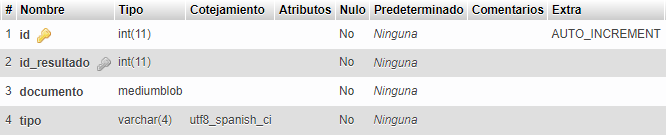 # Nombre Tipo Cotejamiento Atributos Nulo Predeterminado Comentarios Extra
1 id int(11) No Ninguna AUTO_INCREMENT
2 id_resultado int(11) No Ninguna
3 documento mediumblob No Ninguna
4 tipo varchar(4) utf8_spanish_ci No Ninguna